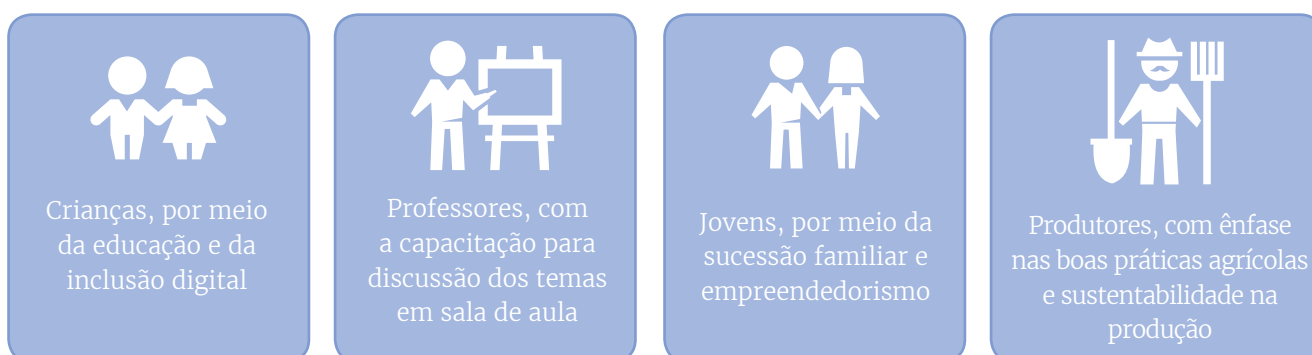 Crianças, por meio
da educação e da
inclusão digital
Professores, com
a capacitação para
discussão dos temas
em sala de aula
Jovens, por meio da
sucessão familiar e
empreendedorismo
Produtores, com ênfase
nas boas práticas agrícolas
e sustentabilidade na
produção